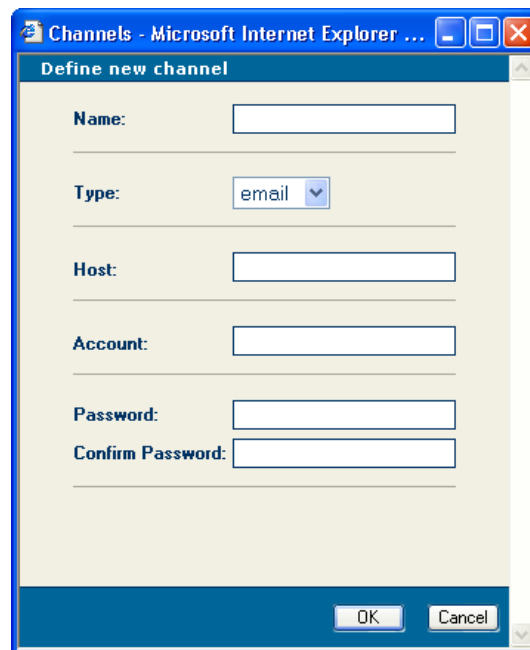 Channels - Microsoft Internet Explorer ...
Define new channel
Name:
Type: email
Host:
Account:
Password:
Confirm Password:
OK Cancel